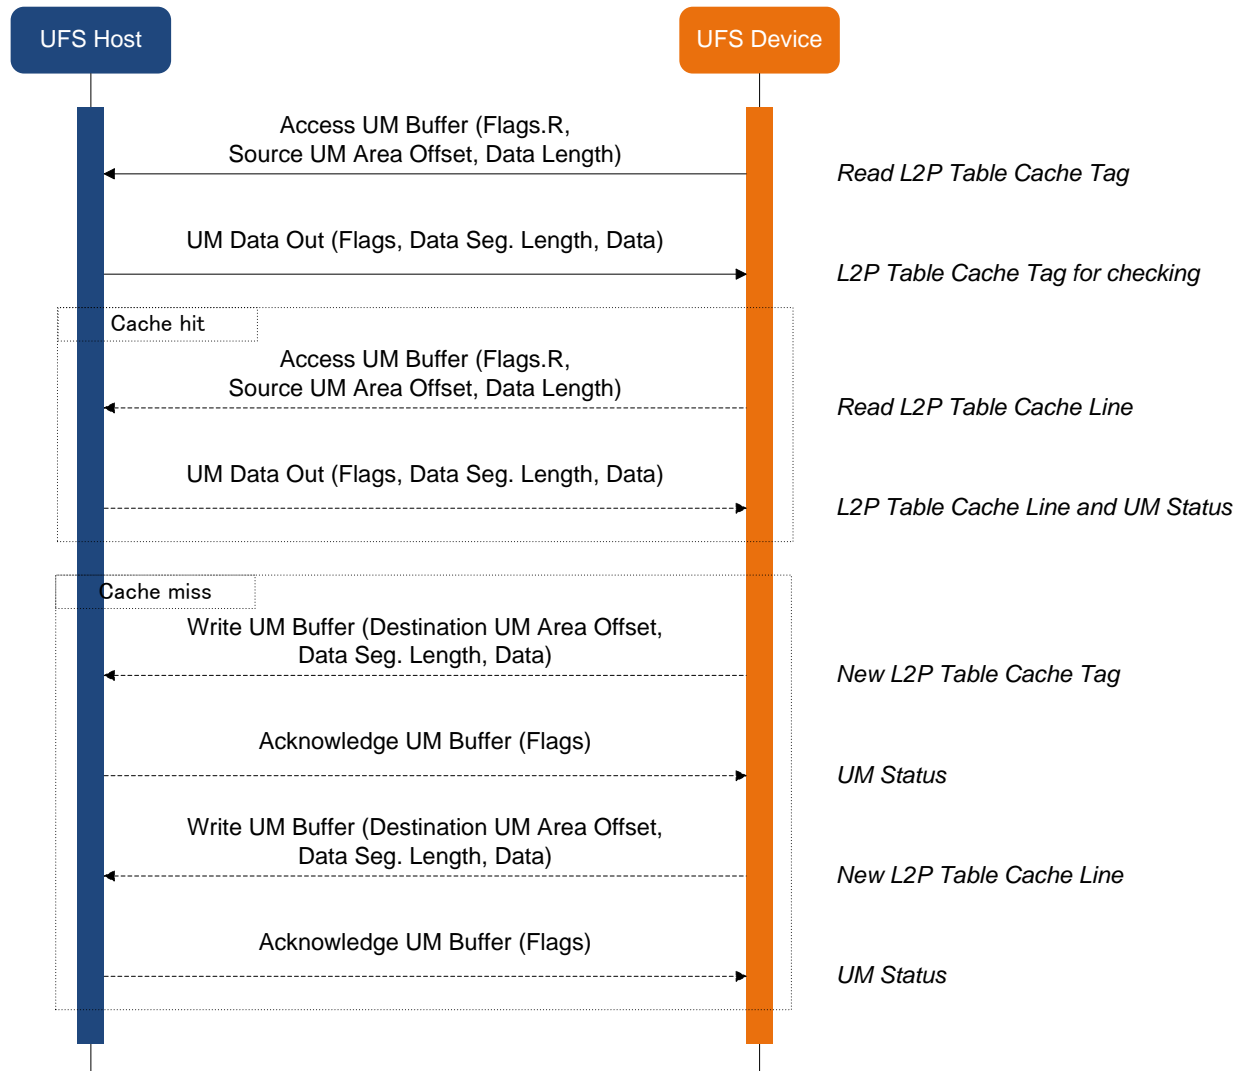 UFS Host
UFS Device
Access UM Buffer (Flags.R,
Source UM Area Offset, Data Length)
Read L2P Table Cache Tag
UM Data Out (Flags, Data Seg. Length, Data)
L2P Table Cache Tag for checking
Cache hit
Access UM Buffer (Flags.R,
Source UM Area Offset, Data Length)
Read L2P Table Cache Line
UM Data Out (Flags, Data Seg. Length, Data)
L2P Table Cache Line and UM Status
Cache miss
Write UM Buffer (Destination UM Area Offset,
Data Seg. Length, Data)
New L2P Table Cache Tag
Acknowledge UM Buffer (Flags)
UM Status
Write UM Buffer (Destination UM Area Offset,
Data Seg. Length, Data)
New L2P Table Cache Line
Acknowledge UM Buffer (Flags)
UM Status